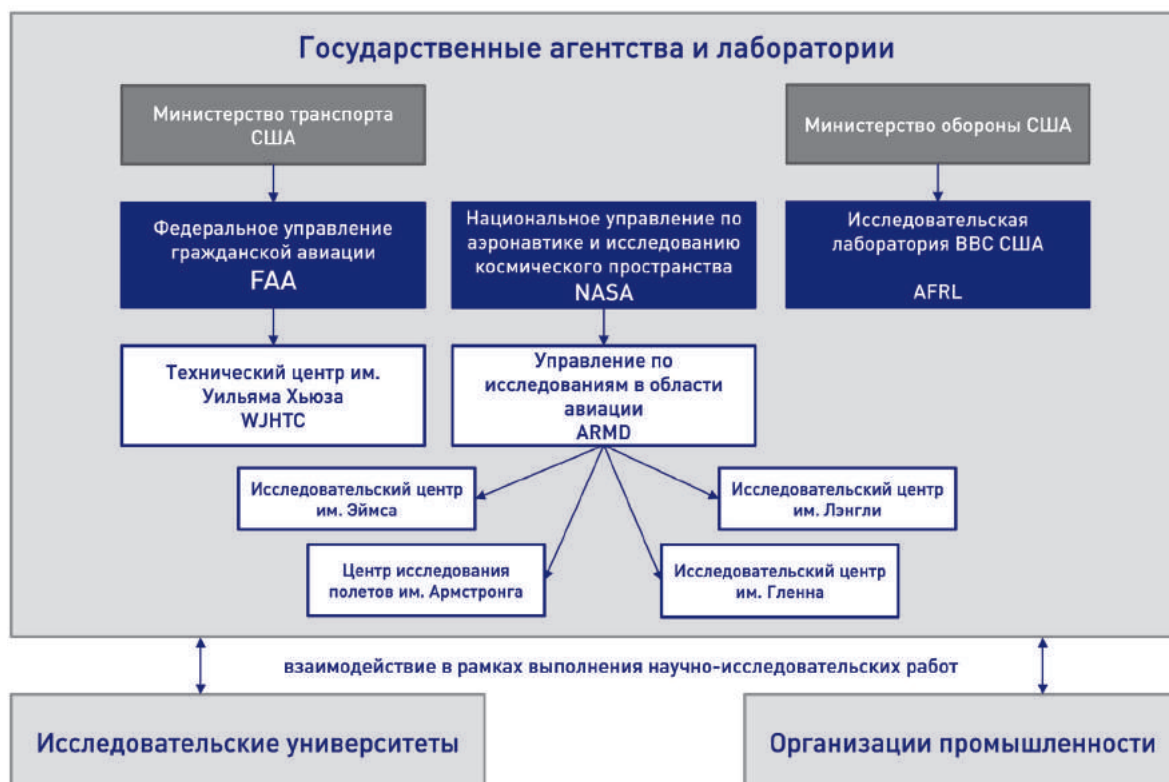 Государственные агентства и лаборатории
Министерство транспорта
США
Министерство обороны США
Федеральное управление
гражданской авиации
FAA
Национальное управление по
аэронавтике и исследованию
космического пространства
NASA
Исследовательская
лаборатория ВВС США
AFRL
Технический центр им.
Уильяма Хьюза
WJHTC
Управление по
исследованиям в области
авиации
ARMD
Исследовательский центр
им. Эймса
Исследовательский центр
им. Лэнгли
Центр исследования
полетов им. Армстронга
Исследовательский центр
им. Гленна
взаимодействие в рамках выполнения научно-исследовательских работ
Исследовательские университеты
Организации промышленности